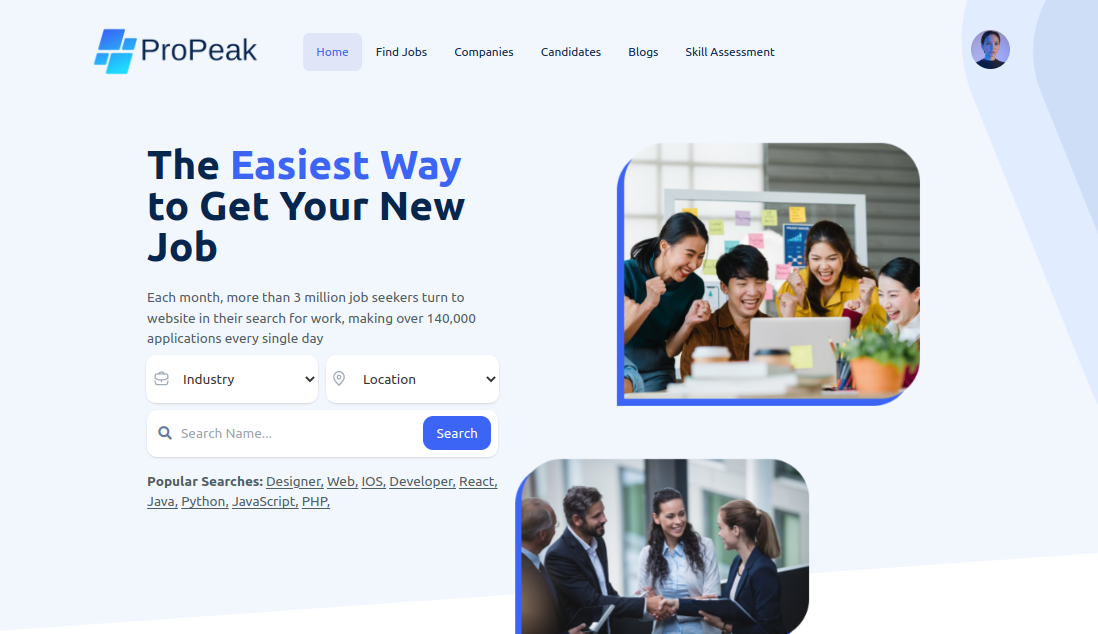 ProPeak
Home Find Jobs Companies Candidates Blogs Skill Assessment
The Easiest Way
to Get Your New
Job
Each month, more than 3 million job seekers turn to
website in their search for work, making over 140,000
applications every single day
Industry Location
Search Name... Search
Popular Searches: Designer, Web, IOS, Developer, React,
Java, Python, JavaScript, PHP,